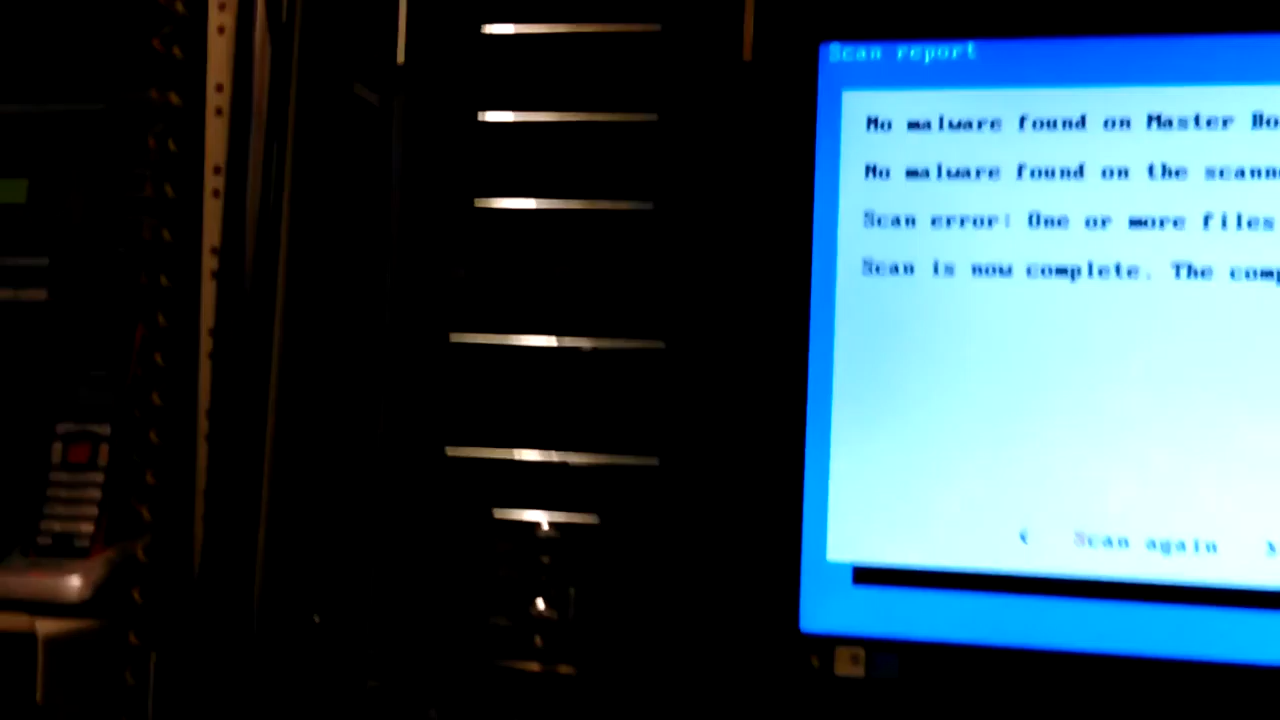 Scan report
No malware found on Master Bo
No malware found on the scann
Scan error: One or more files
Scan is now complete. The comp
< Scan again >